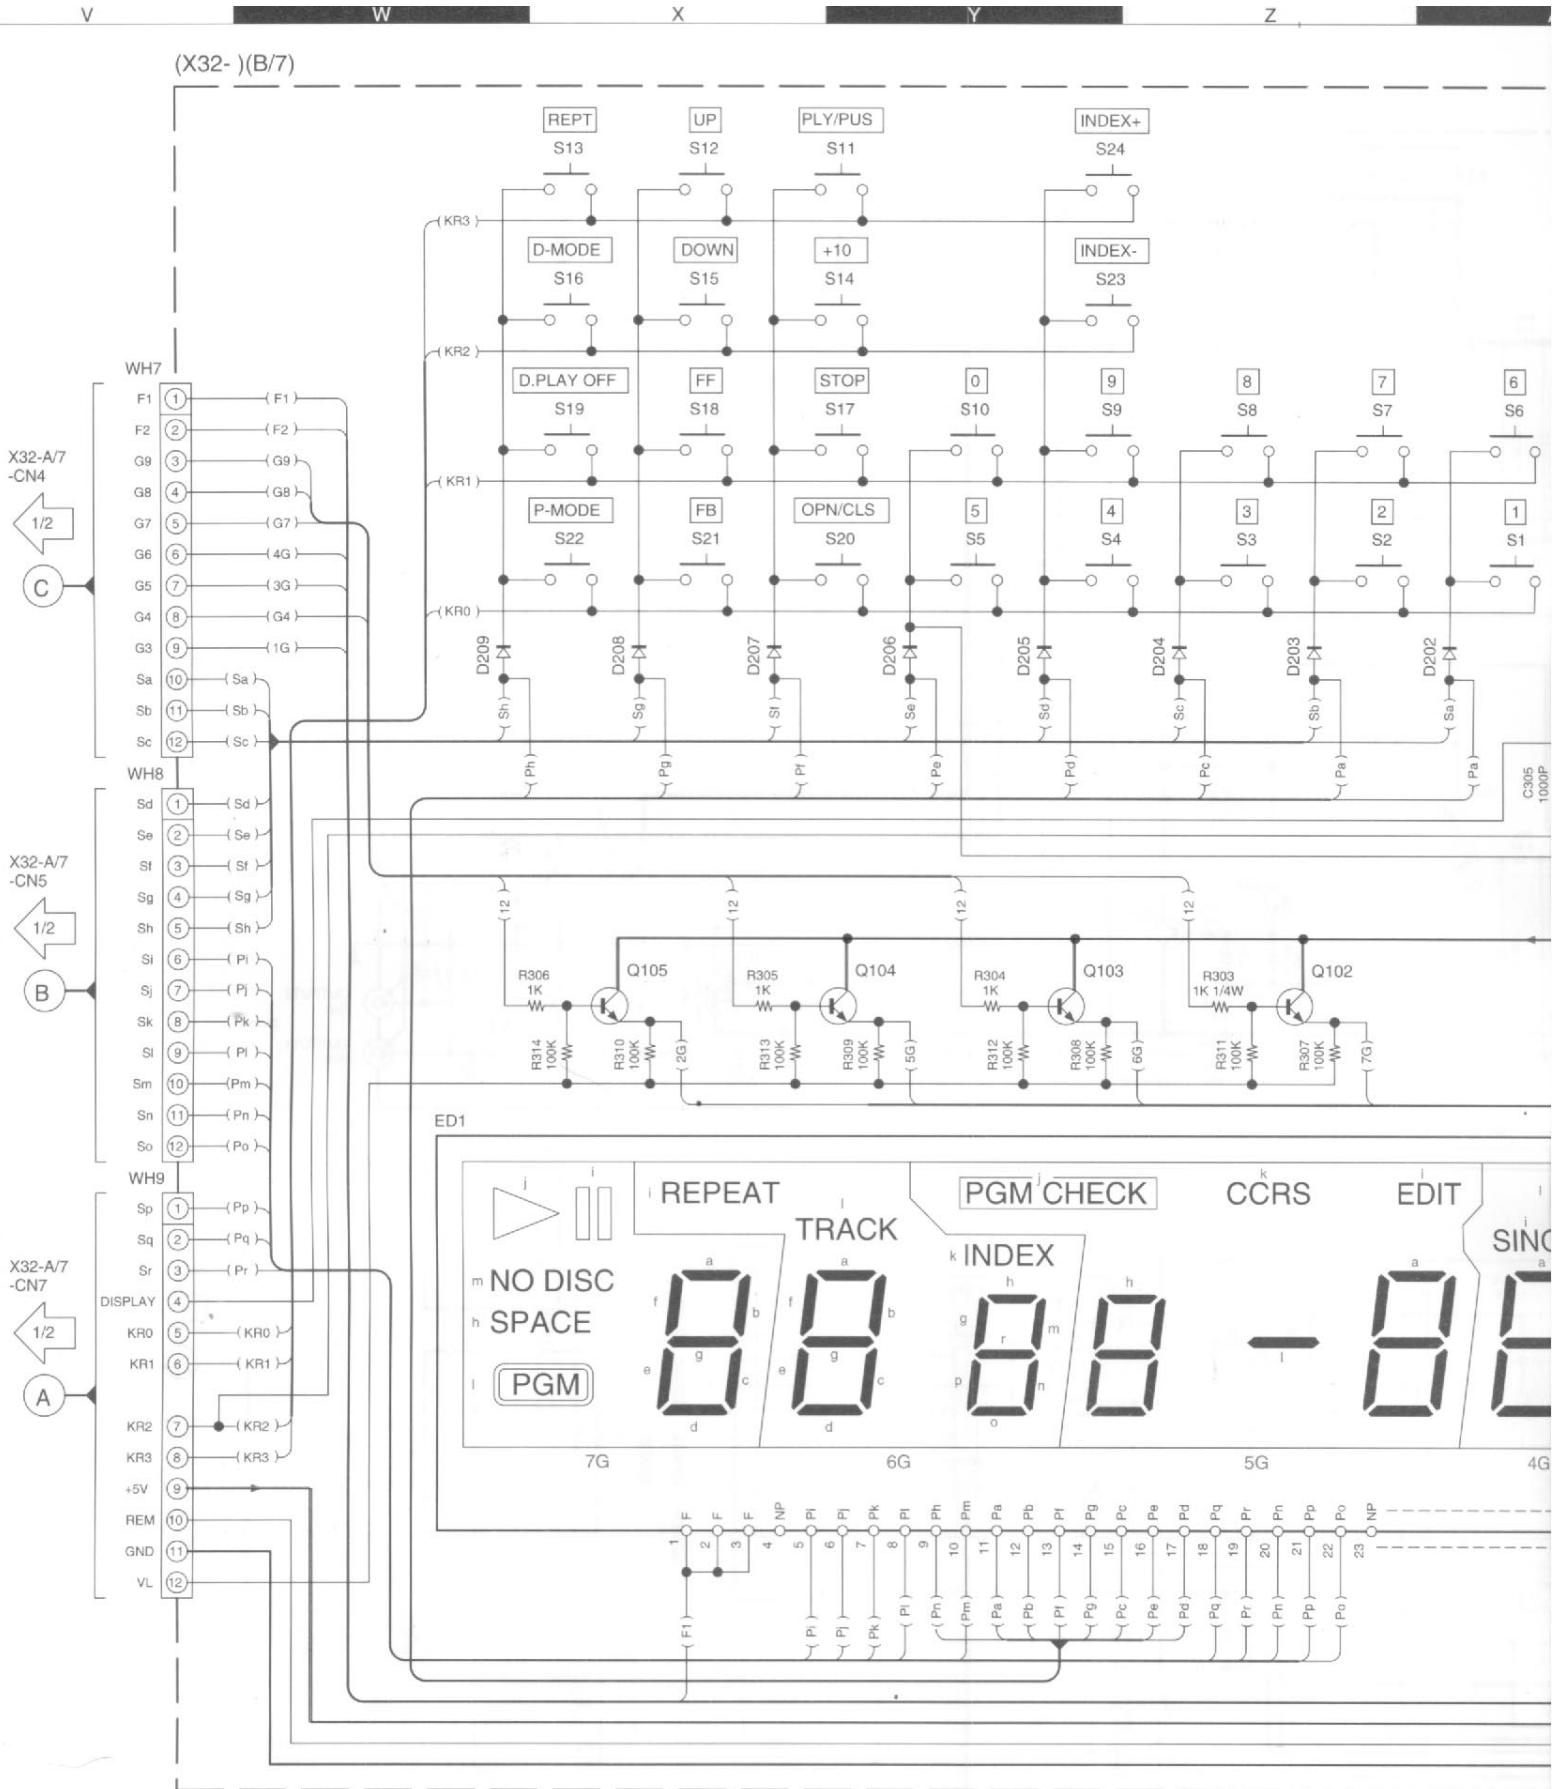 V W X Y Z
(X32- )(B/7)
REPT UP PLY/PUS INDEX+
S13 S12 S11 S24
KR3
D-MODE DOWN +10 INDEX-
S16 S15 S14 S23
KR2
D.PLAY OFF FF STOP 0 9 8 7 6
S19 S18 S17 S10 S9 S8 S7 S6
KR1
P-MODE FB OPN/CLS 5 4 3 2 1
S22 S21 S20 S5 S4 S3 S2 S1
KR0
D209 D208 D207 D206 D205 D204 D203 D202
Sh Sg Sf Se Sd Sc Sb Sa
Ph Pg Pf Pe Pd Pc Pa Pa
C305
1000P
WH7
F1 1 F1
F2 2 F2
G9 3 G9
G8 4 G8
G7 5 G7
G6 6 4G
G5 7 3G
G4 8 G4
G3 9 1G
Sa 10 Sa
Sb 11 Sb
Sc 12 Sc
X32-A/7
-CN4
1/2
C
WH8
Sd 1 Sd
Se 2 Se
Sf 3 Sf
Sg 4 Sg
Sh 5 Sh
Si 6 Pi
Sj 7 Pj
Sk 8 Pk
Sl 9 Pl
Sm 10 Pm
Sn 11 Pn
So 12 Po
X32-A/7
-CN5
1/2
B
WH9
Sp 1 Pp
Sq 2 Pq
Sr 3 Pr
DISPLAY 4
KR0 5 KR0
KR1 6 KR1
KR2 7 KR2
KR3 8 KR3
+5V 9
REM 10
GND 11
VL 12
X32-A/7
-CN7
1/2
A
12 12 12 12
R306
1K
Q105
R305
1K
Q104
R304
1K
Q103
R303
1K 1/4W
Q102
R314
100K
R310
100K
2G
R313
100K
R309
100K
5G
R312
100K
R308
100K
6G
R311
100K
R307
100K
7G
ED1
j i i REPEAT l TRACK j PGM CHECK k CCRS i EDIT l
i SINC
k INDEX
m NO DISC
h SPACE
l PGM
a b c d e f g
a b c d e f g
h g m r p n o
h
l
a
a
7G 6G 5G 4G
F F F NP Pi Pj Pk Pl Ph Pm Pa Pb Pf Pg Pc Pe Pd Pq Pr Pn Pp Po NP
1 2 3 4 5 6 7 8 9 10 11 12 13 14 15 16 17 18 19 20 21 22 23
F1 Pi Pj Pk Pl Pn Pm Pa Pb Pf Pg Pc Pe Pd Pq Pr Pn Pp Po